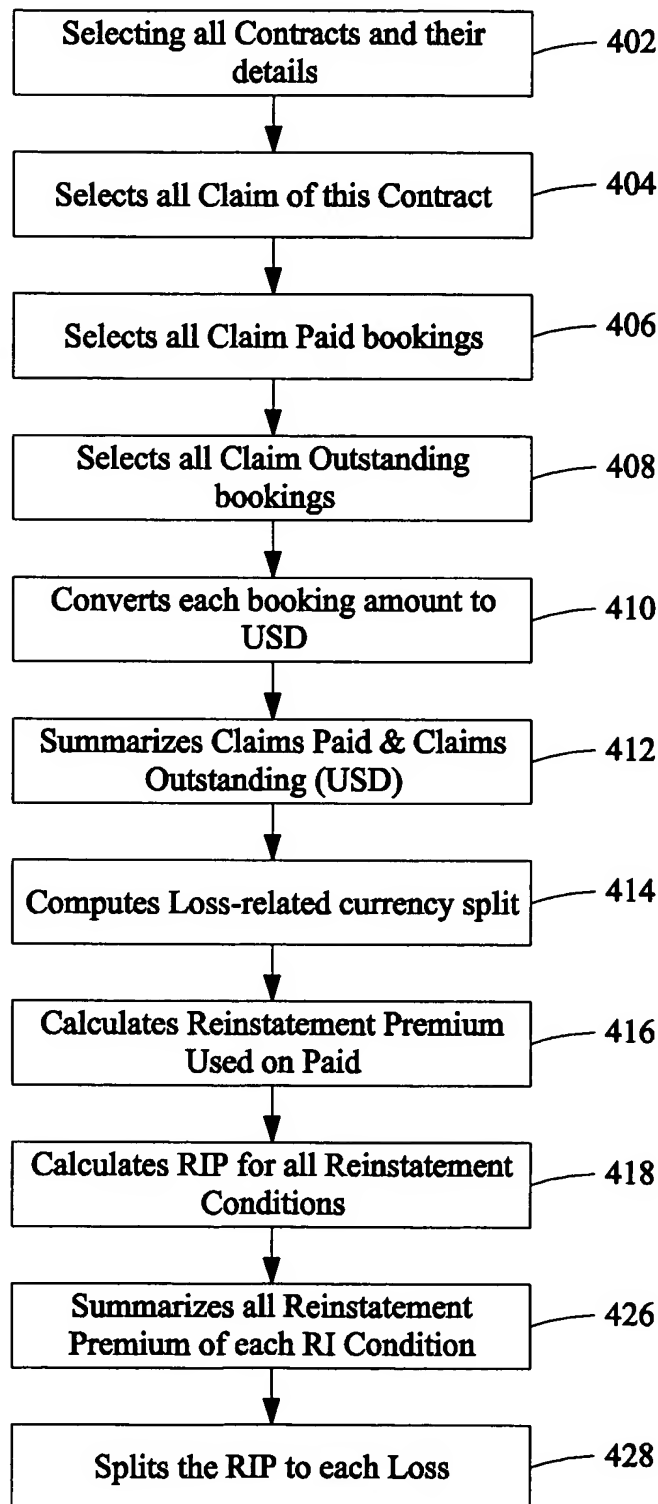 Selecting all Contracts and their
details
402
Selects all Claim of this Contract
404
Selects all Claim Paid bookings
406
Selects all Claim Outstanding
bookings
408
Converts each booking amount to
USD
410
Summarizes Claims Paid & Claims
Outstanding (USD)
412
Computes Loss-related currency split
414
Calculates Reinstatement Premium
Used on Paid
416
Calculates RIP for all Reinstatement
Conditions
418
Summarizes all Reinstatement
Premium of each RI Condition
426
Splits the RIP to each Loss
428